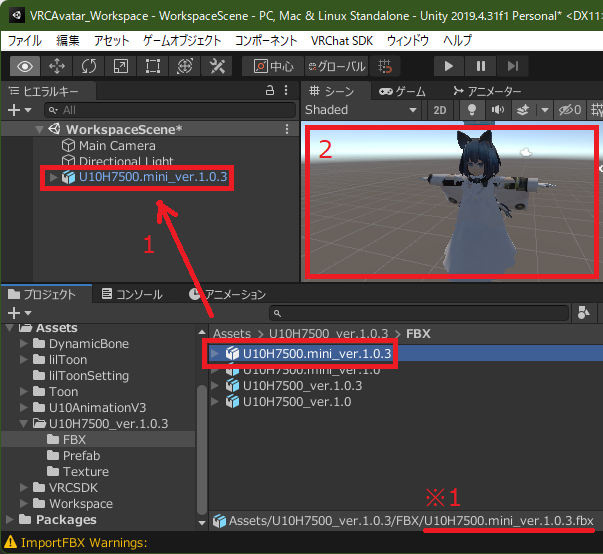 VRCAvatar_Workspace - WorkspaceScene - PC, Mac & Linux Standalone - Unity 2019.4.31f1 Personal* <DX11>
ファイル 編集 アセット ゲームオブジェクト コンポーネント VRChat SDK ウィンドウ ヘルプ
中心 グローバル
ヒエラルキー
シーン ゲーム アニメーター
All
Shaded 2D 0
WorkspaceScene*
Main Camera
Directional Light
U10H7500.mini_ver.1.0.3
1
2
プロジェクト コンソール アニメーション
Assets
DynamicBone
lilToon
lilToonSetting
Toon
U10AnimationV3
U10H7500_ver.1.0.3
FBX
Prefab
Texture
VRCSDK
Workspace
Packages
Assets > U10H7500_ver.1.0.3 > FBX
U10H7500.mini_ver.1.0.3
U10H7500.mini_ver.1.0
U10H7500_ver.1.0.3
U10H7500_ver.1.0
※1
Assets/U10H7500_ver.1.0.3/FBX/U10H7500.mini_ver.1.0.3.fbx
ImportFBX Warnings: